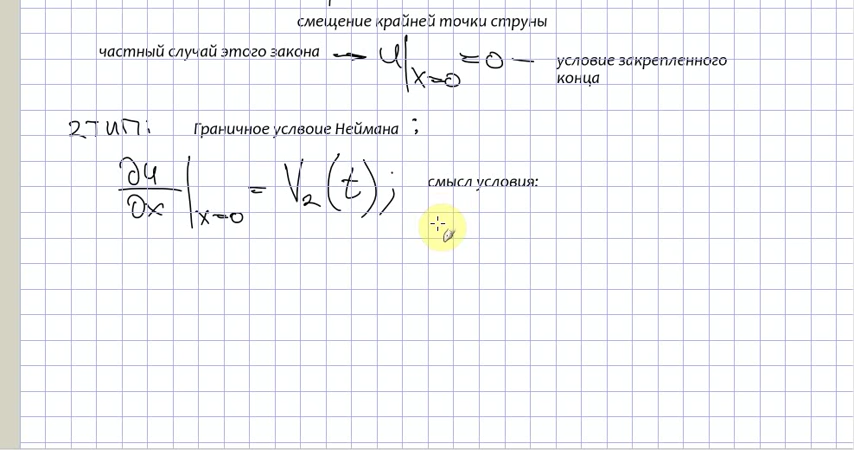 смещение крайней точки струны
частный случай этого закона — u|x=0 = 0 — условие закрепленного
конца
2 ТИП: Граничное услвоие Неймана :
∂u/∂x |x=0 = V₂(t); смысл условия: